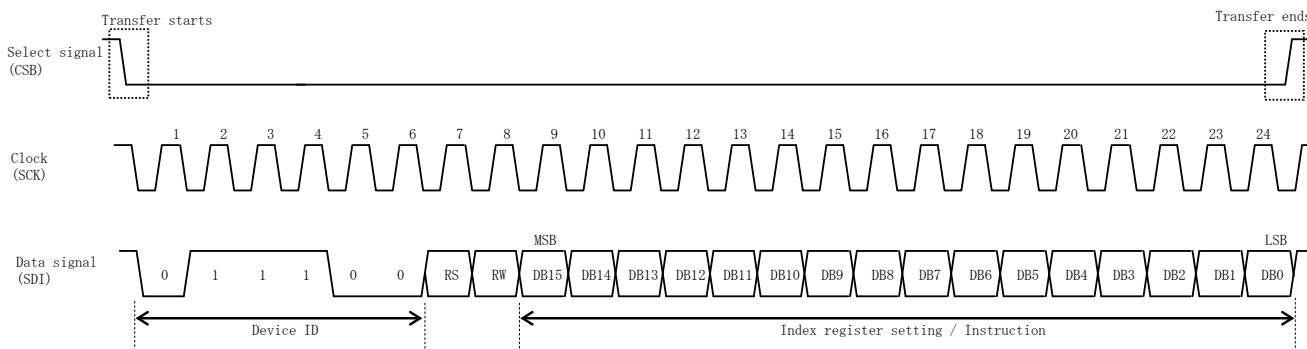 Transfer starts
Transfer ends
Select signal
(CSB)
1 2 3 4 5 6 7 8 9 10 11 12 13 14 15 16 17 18 19 20 21 22 23 24
Clock
(SCK)
MSB
LSB
Data signal
(SDI)
0 1 1 1 0 0 RS RW DB15 DB14 DB13 DB12 DB11 DB10 DB9 DB8 DB7 DB6 DB5 DB4 DB3 DB2 DB1 DB0
Device ID
Index register setting / Instruction